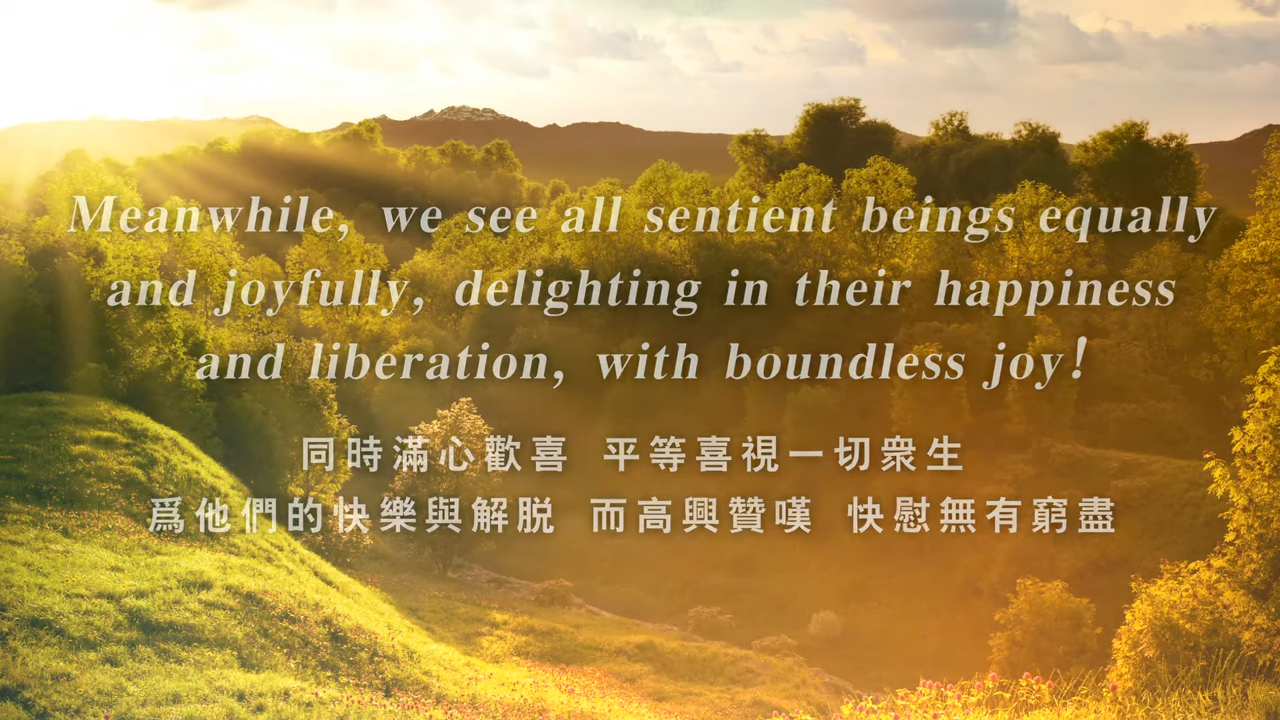 Meanwhile, we see all sentient beings equally
and joyfully, delighting in their happiness
and liberation, with boundless joy!
同時滿心歡喜 平等喜視一切衆生
爲他們的快樂與解脱 而高興贊嘆 快慰無有窮盡